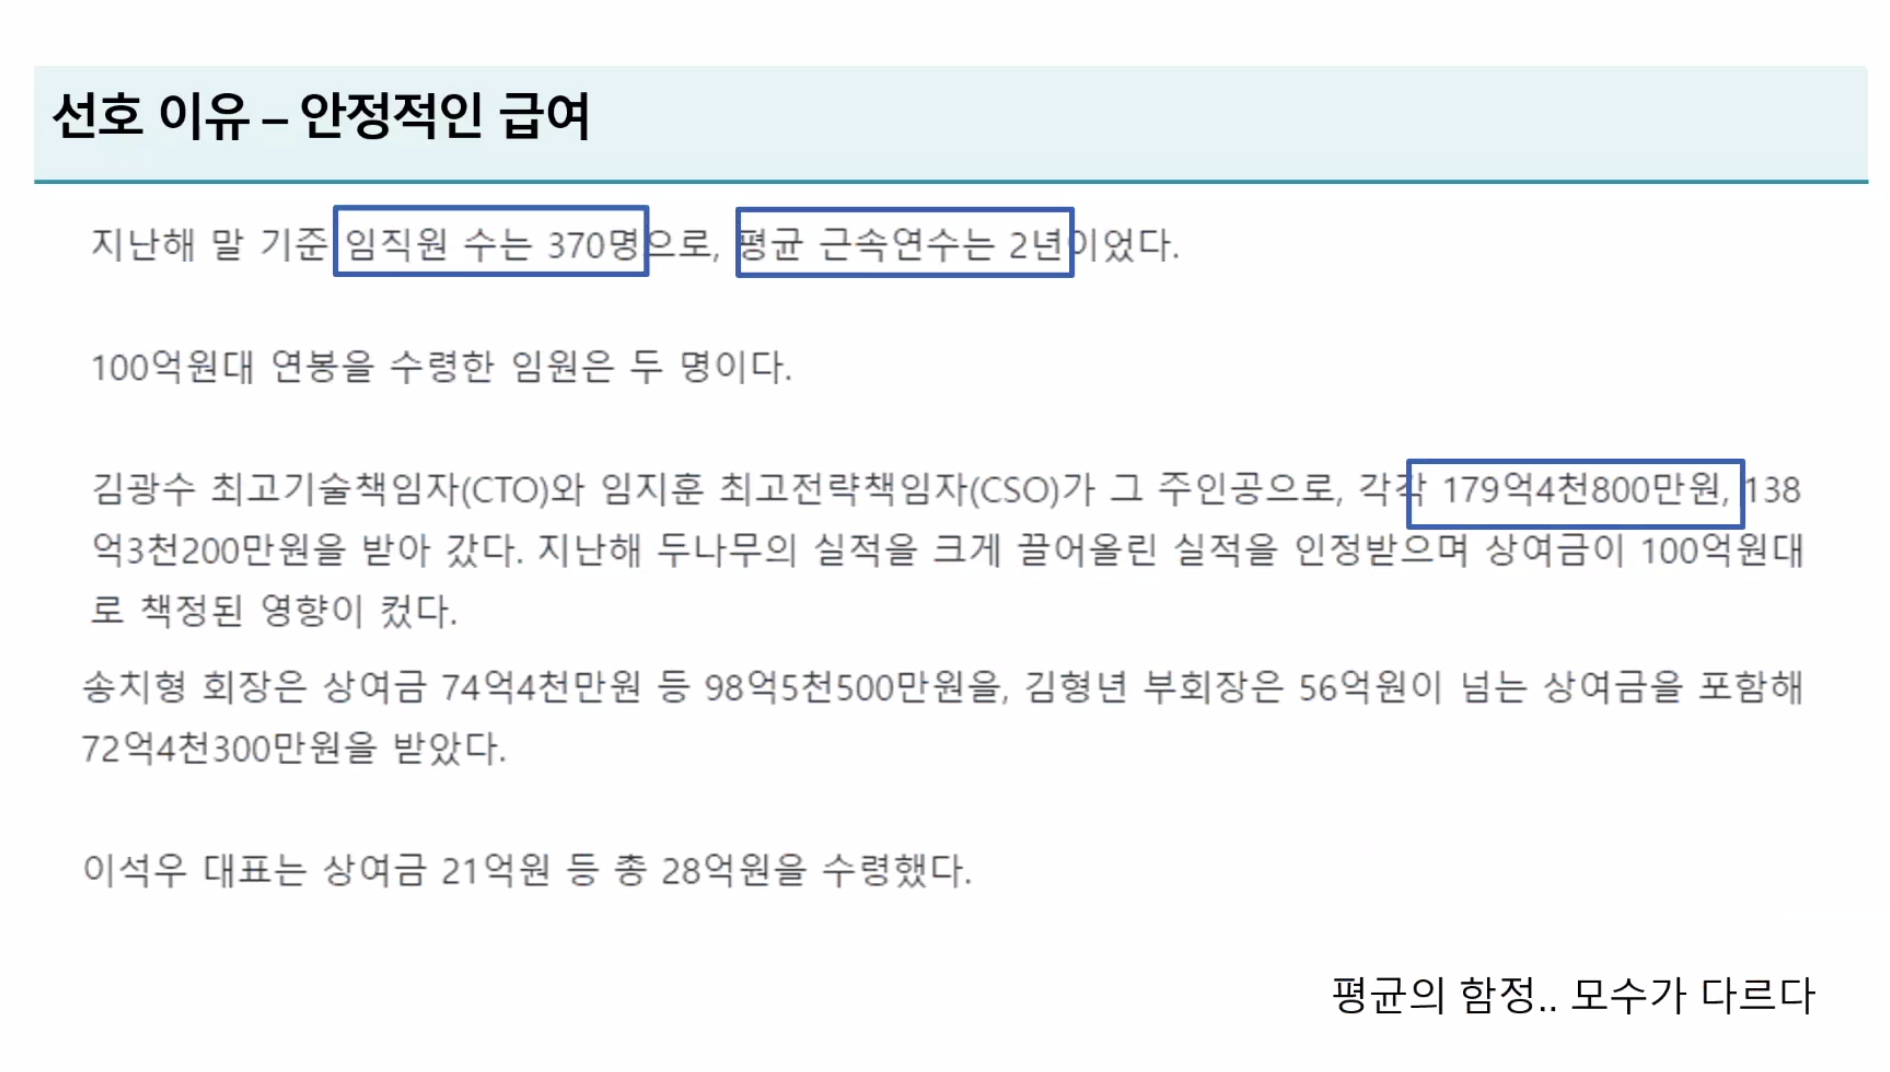 선호 이유 – 안정적인 급여
지난해 말 기준 임직원 수는 370명으로, 평균 근속연수는 2년이었다.
100억원대 연봉을 수령한 임원은 두 명이다.
김광수 최고기술책임자(CTO)와 임지훈 최고전략책임자(CSO)가 그 주인공으로, 각각 179억4천800만원, 138
억3천200만원을 받아 갔다. 지난해 두나무의 실적을 크게 끌어올린 실적을 인정받으며 상여금이 100억원대
로 책정된 영향이 컸다.
송치형 회장은 상여금 74억4천만원 등 98억5천500만원을, 김형년 부회장은 56억원이 넘는 상여금을 포함해
72억4천300만원을 받았다.
이석우 대표는 상여금 21억원 등 총 28억원을 수령했다.
평균의 함정.. 모수가 다르다